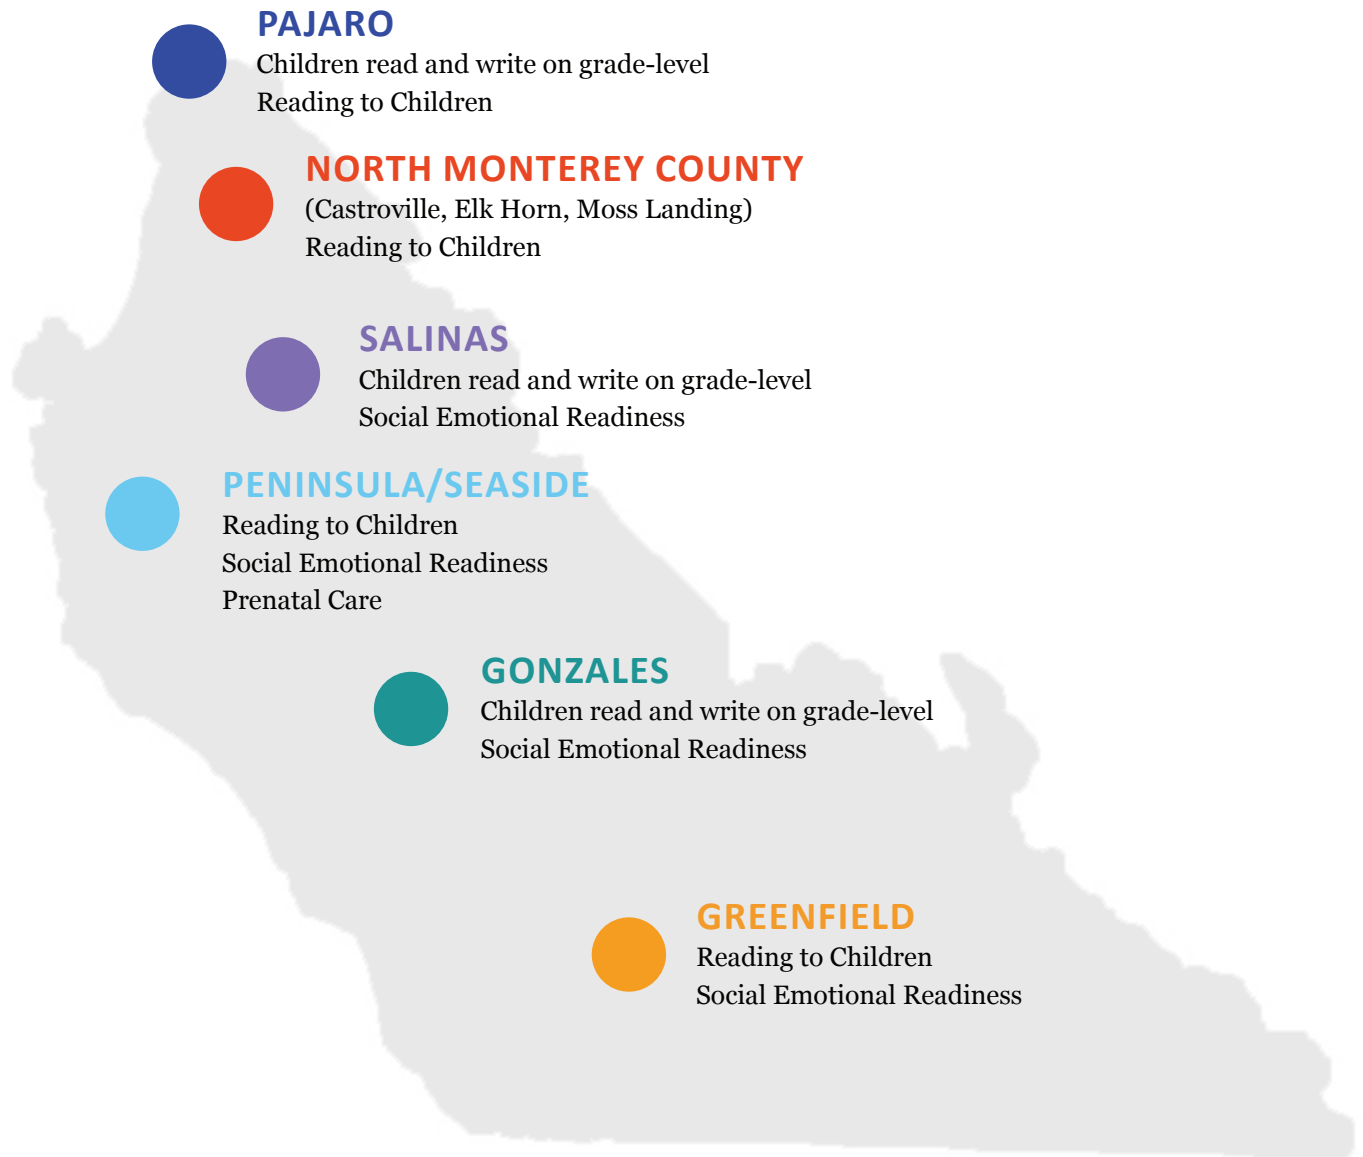 PAJARO
Children read and write on grade-level
Reading to Children
NORTH MONTEREY COUNTY
(Castroville, Elk Horn, Moss Landing)
Reading to Children
SALINAS
Children read and write on grade-level
Social Emotional Readiness
PENINSULA/SEASIDE
Reading to Children
Social Emotional Readiness
Prenatal Care
GONZALES
Children read and write on grade-level
Social Emotional Readiness
GREENFIELD
Reading to Children
Social Emotional Readiness